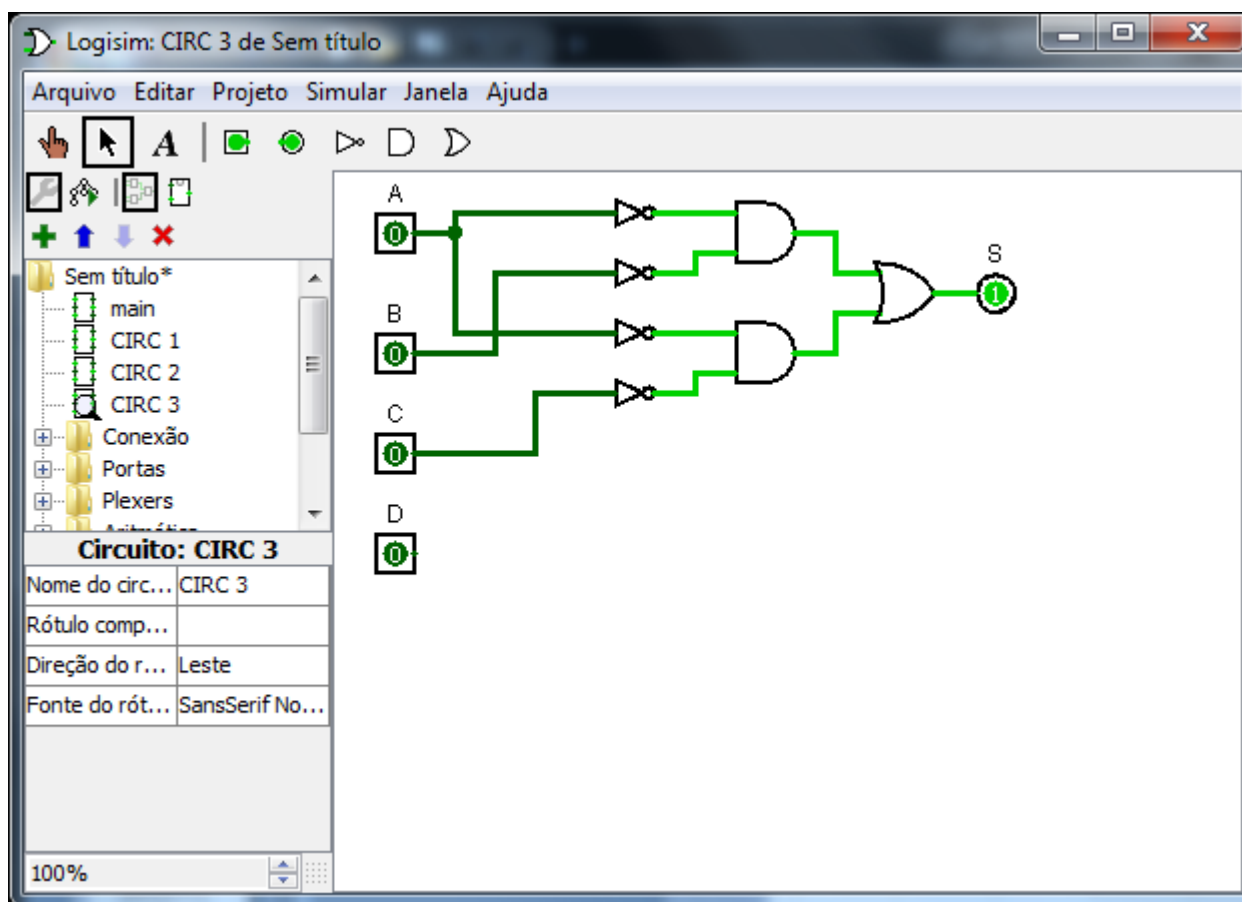 Logisim: CIRC 3 de Sem título
Arquivo Editar Projeto Simular Janela Ajuda
A
Sem título*
main
CIRC 1
CIRC 2
CIRC 3
Conexão
Portas
Plexers
Circuito: CIRC 3
Nome do circ... CIRC 3
Rótulo comp...
Direção do r... Leste
Fonte do rót... SansSerif No...
100%
A
0
B
0
C
0
D
0
S
1